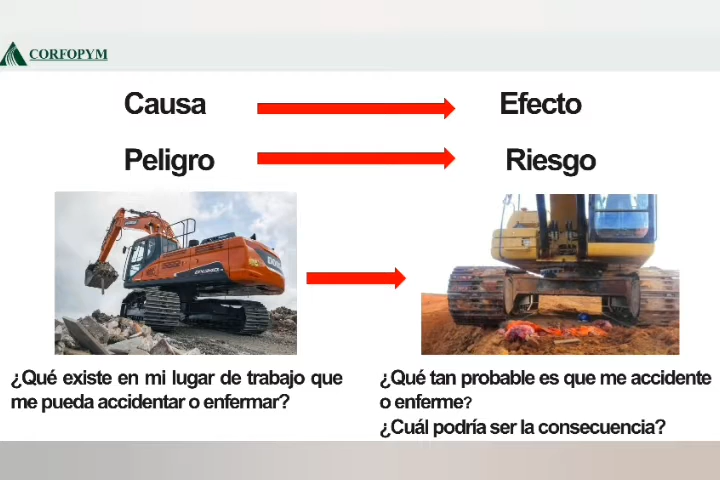 CORFOPYM
Causa
Efecto
Peligro
Riesgo
¿Qué existe en mi lugar de trabajo que
me pueda accidentar o enfermar?
¿Qué tan probable es que me accidente
o enferme?
¿Cuál podría ser la consecuencia?